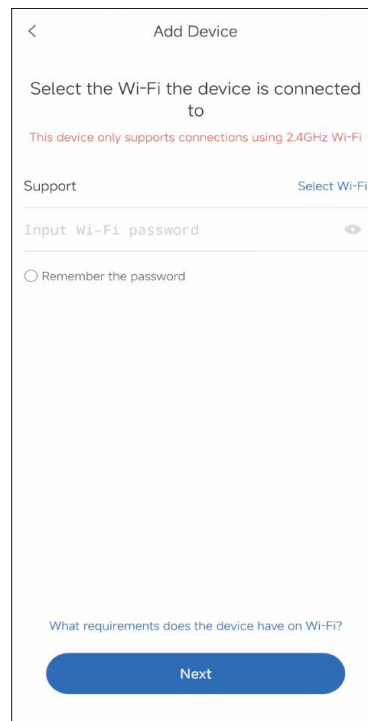 Add Device
Select the Wi-Fi the device is connected
to
This device only supports connections using 2.4GHz Wi-Fi
Support Select Wi-Fi
Input Wi-Fi password
Remember the password
What requirements does the device have on Wi-Fi?
Next